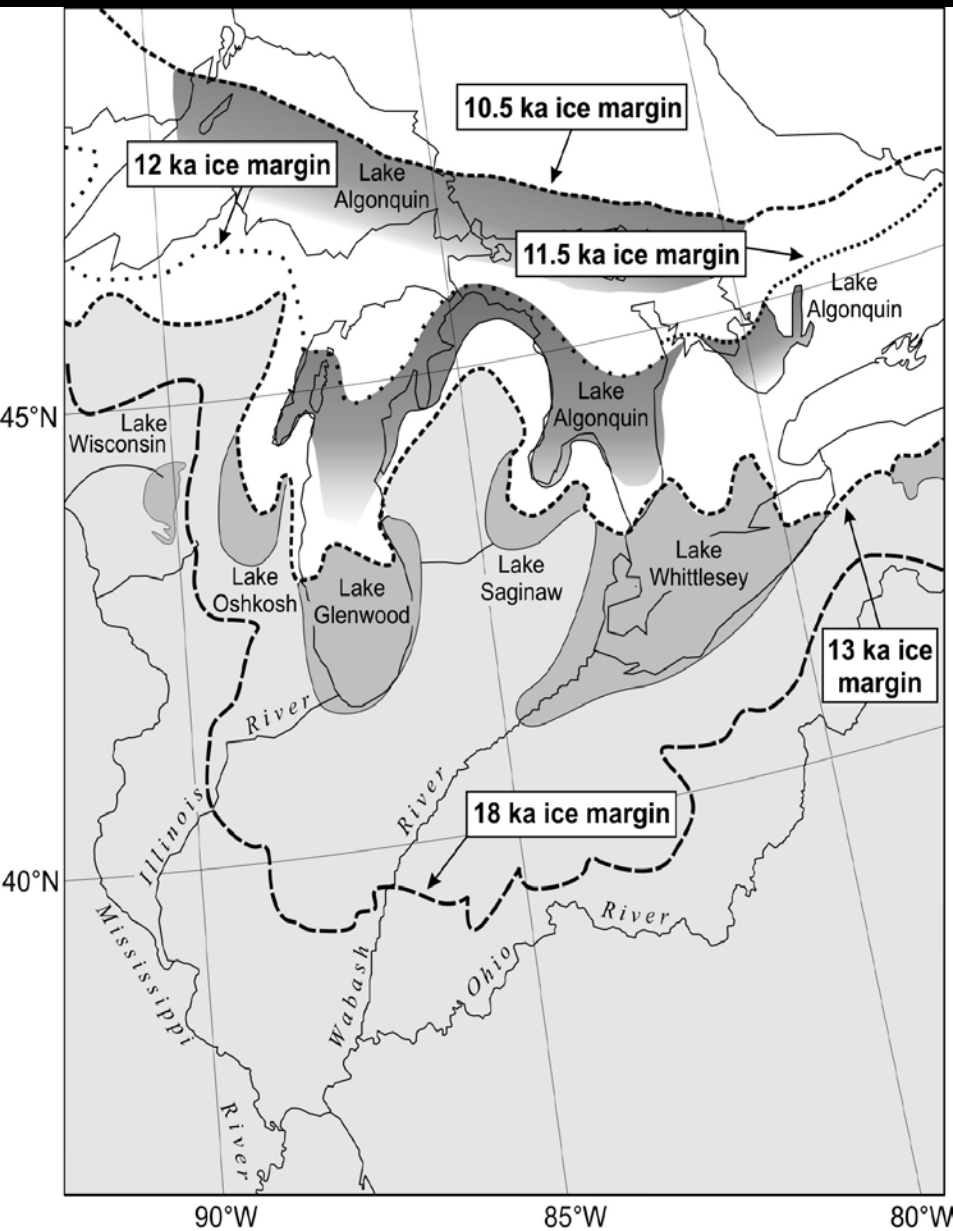 10.5 ka ice margin
12 ka ice margin
Lake
Algonquin
11.5 ka ice margin
Lake
Algonquin
45°N
Lake
Wisconsin
Lake
Algonquin
Lake
Oshkosh
Lake
Glenwood
Lake
Saginaw
Lake
Whittlesey
13 ka ice
margin
River
River
18 ka ice margin
Illinois
40°N
Mississippi
River
Wabash
Ohio
River
90°W
85°W
80°W